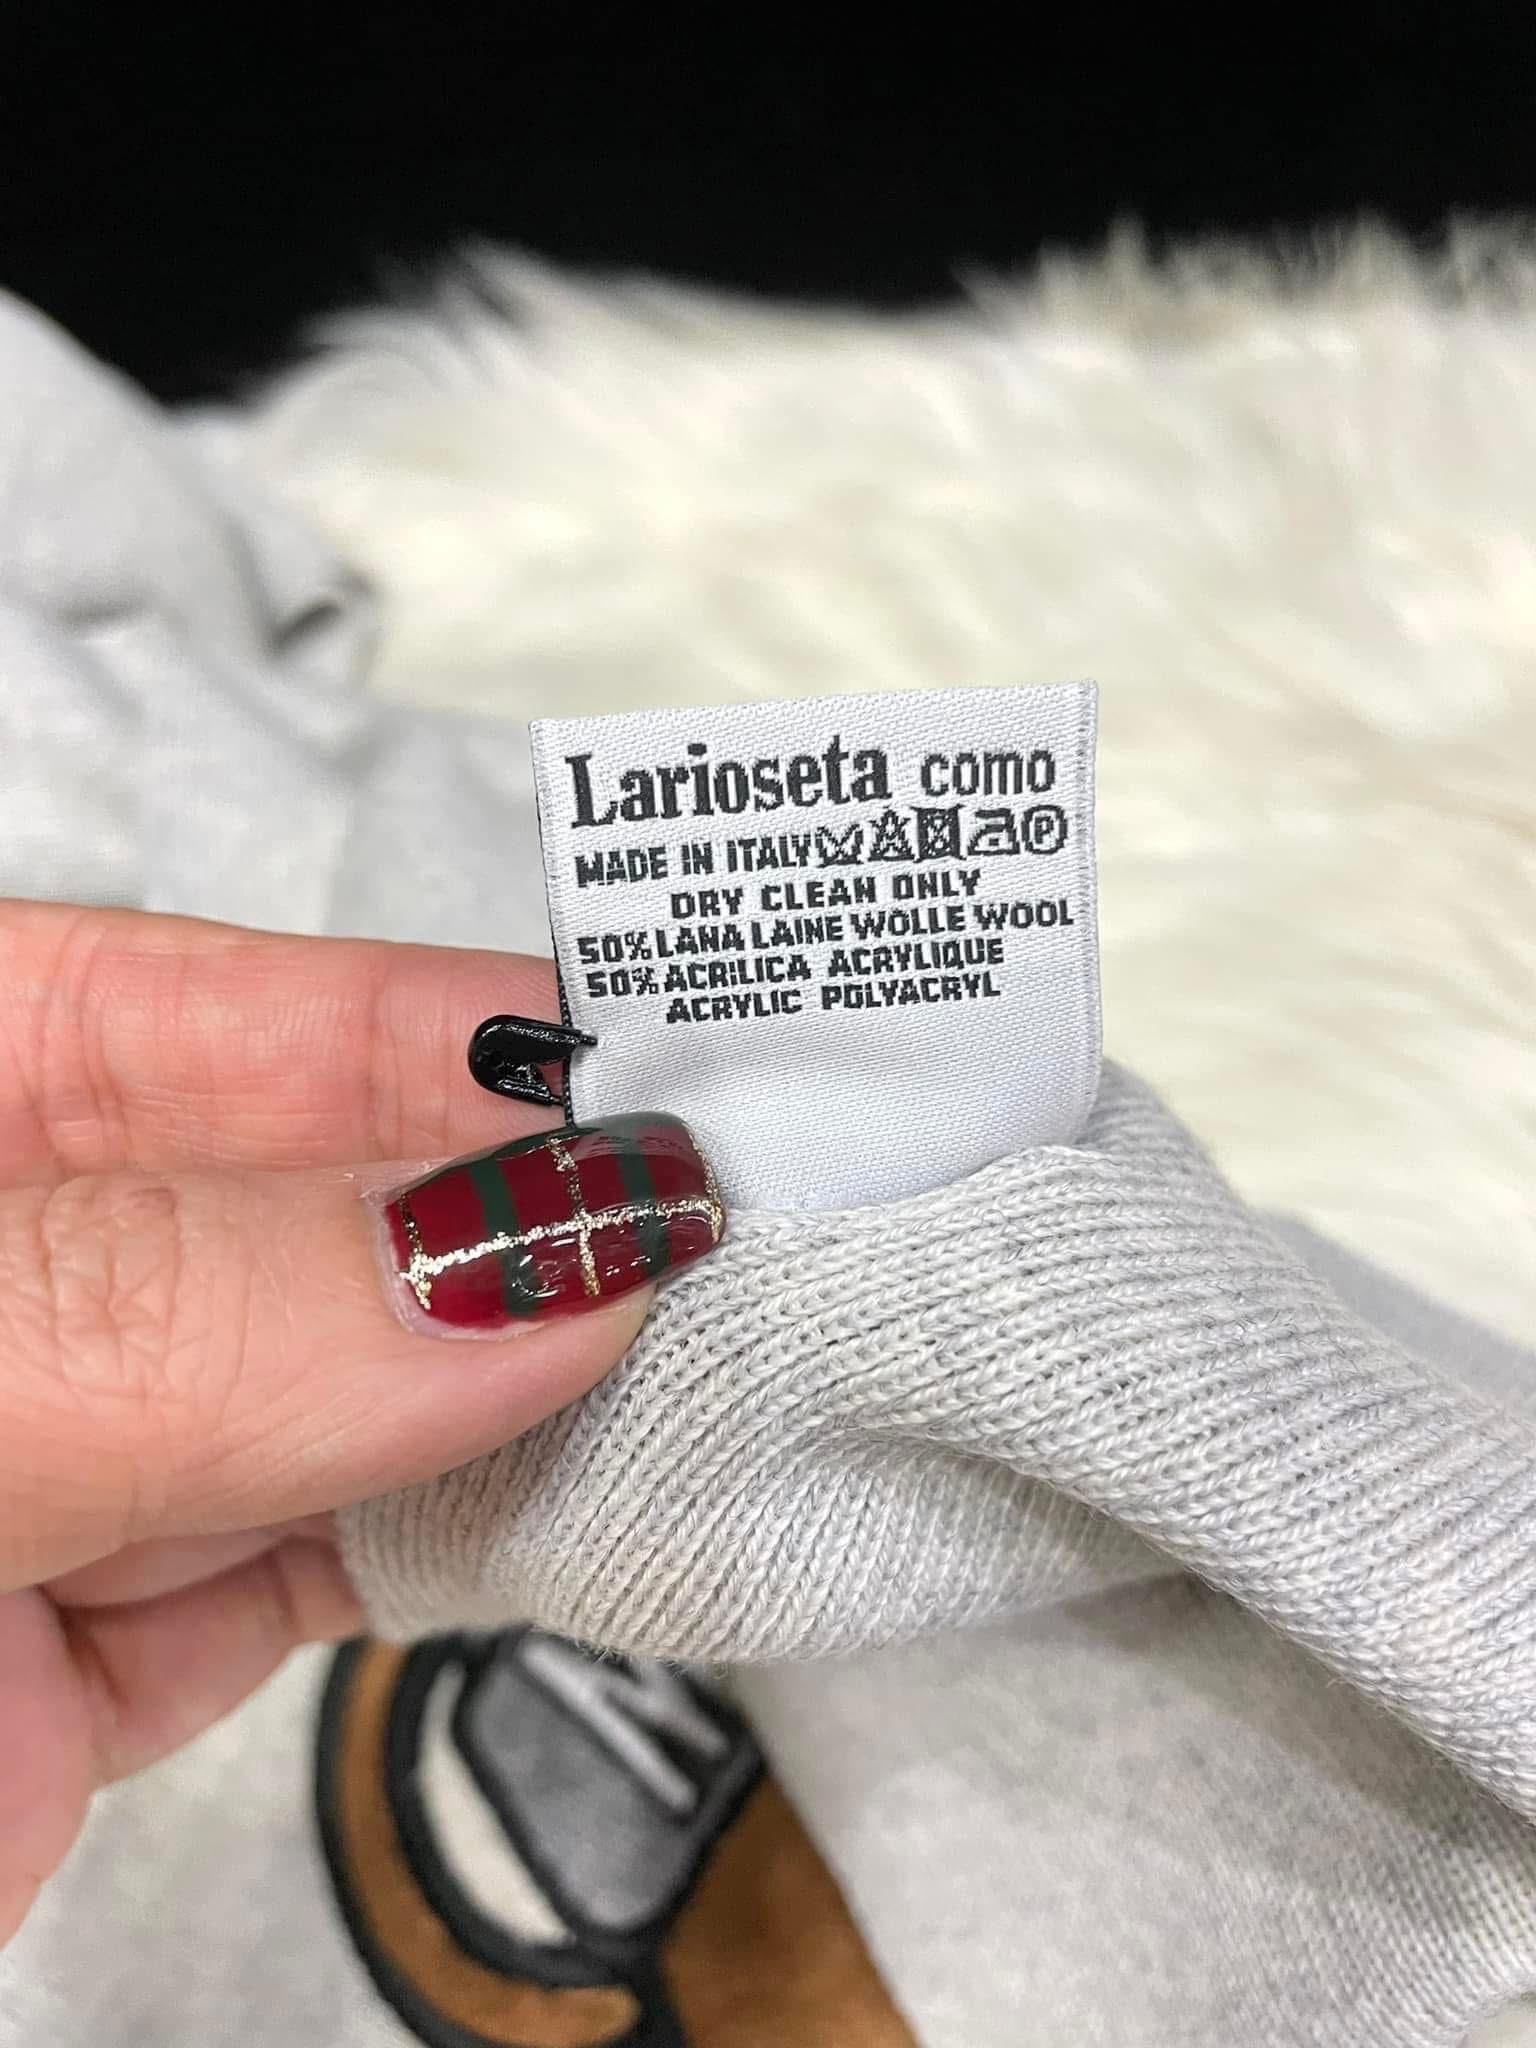 Larioseta como
MADE IN ITALY P
DRY CLEAN ONLY
50% LANA LAINE WOLLE WOOL
50% ACRILICA ACRYLIQUE
ACRYLIC POLYACRYL